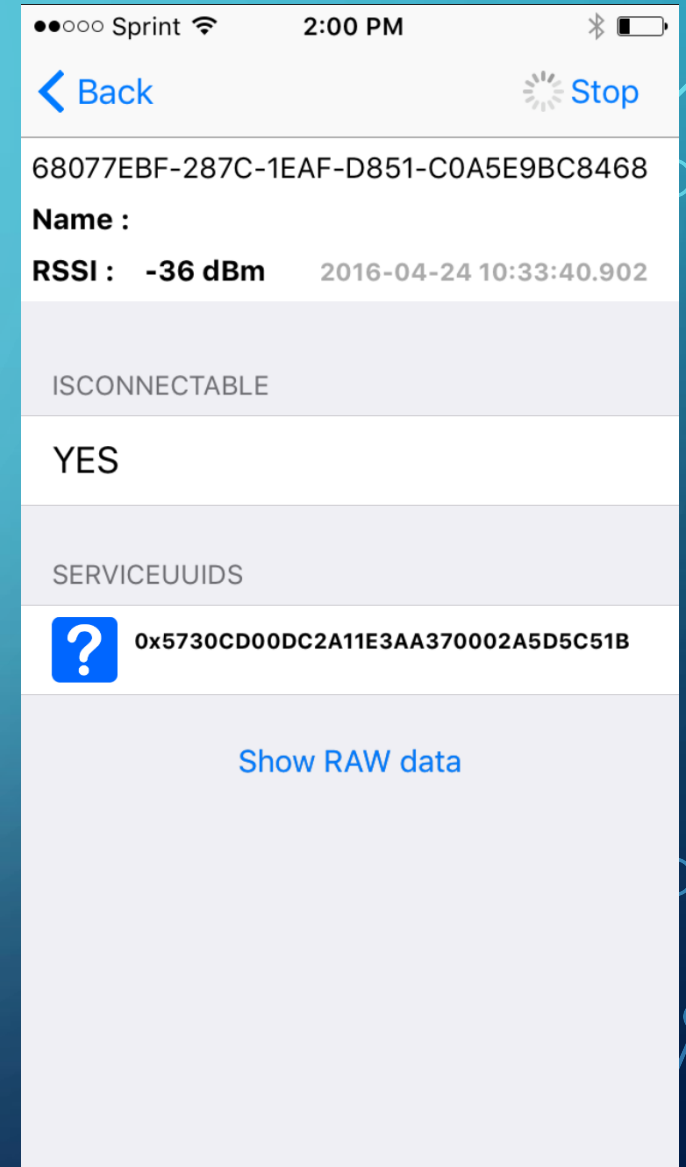 ●●○○○ Sprint 2:00 PM
Back Stop
68077EBF-287C-1EAF-D851-C0A5E9BC8468
Name :
RSSI : -36 dBm 2016-04-24 10:33:40.902
ISCONNECTABLE
YES
SERVICEUUIDS
? 0x5730CD00DC2A11E3AA370002A5D5C51B
Show RAW data